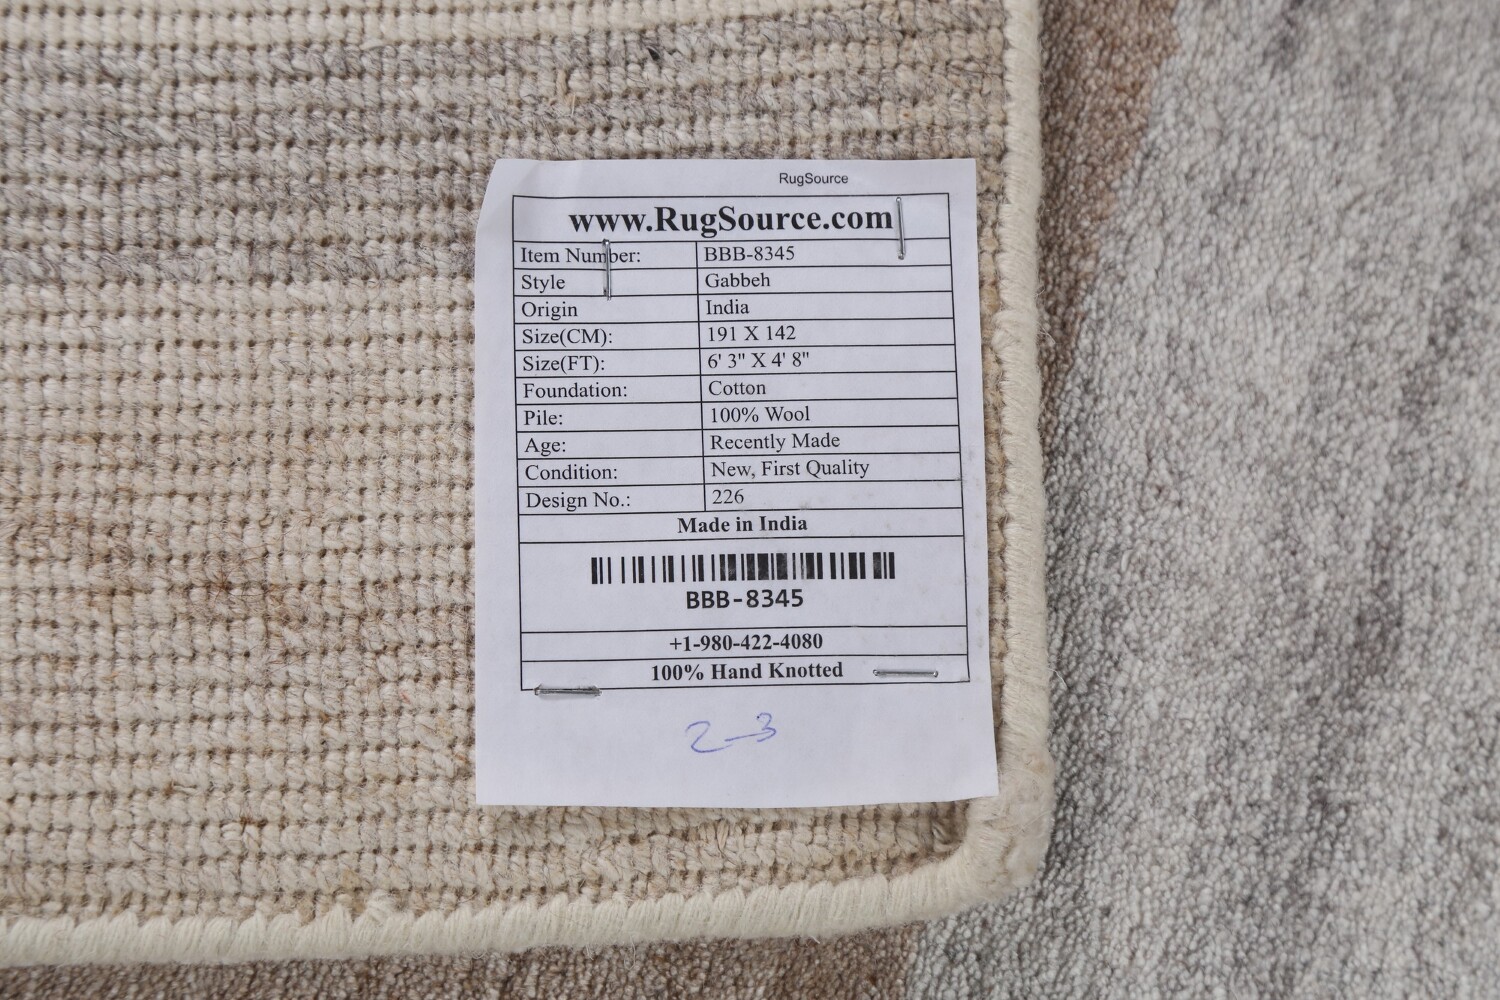 RugSource
www.RugSource.com
Item Number: BBB-8345
Style Gabbeh
Origin India
Size(CM): 191 X 142
Size(FT): 6' 3" X 4' 8"
Foundation: Cotton
Pile: 100% Wool
Age: Recently Made
Condition: New, First Quality
Design No.: 226
Made in India
BBB-8345
+1-980-422-4080
100% Hand Knotted
2-3